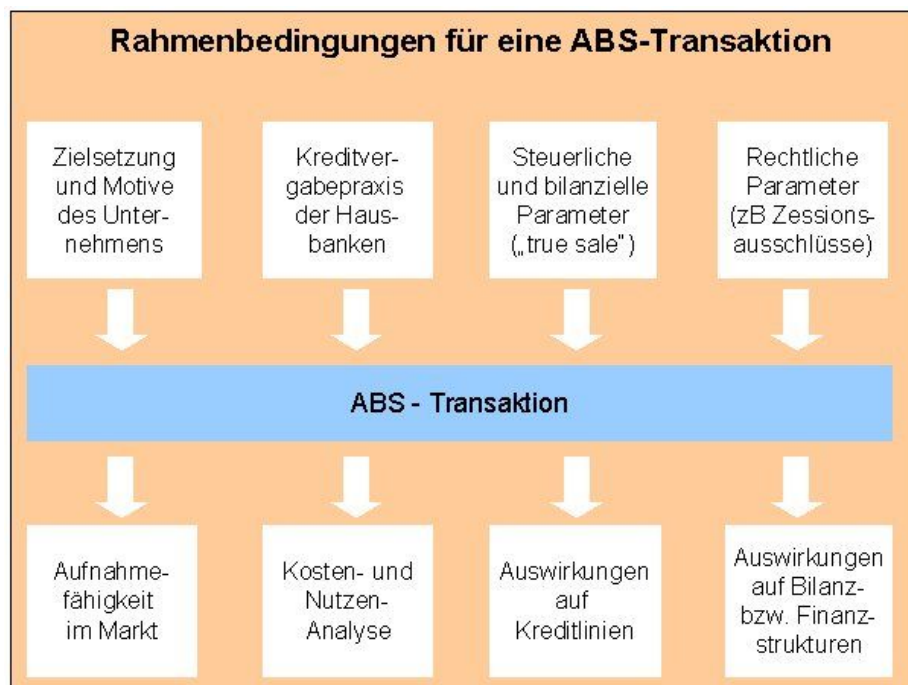 Rahmenbedingungen für eine ABS-Transaktion
Zielsetzung
und Motive
des Unter-
nehmens
Kreditver-
gabepraxis
der Haus-
banken
Steuerliche
und bilanzielle
Parameter
(„true sale”)
Rechtliche
Parameter
(zB Zessions-
ausschlüsse)
ABS - Transaktion
Aufnahme-
fähigkeit
im Markt
Kosten- und
Nutzen-
Analyse
Auswirkungen
auf
Kreditlinien
Auswirkungen
auf Bilanz-
bzw. Finanz-
strukturen